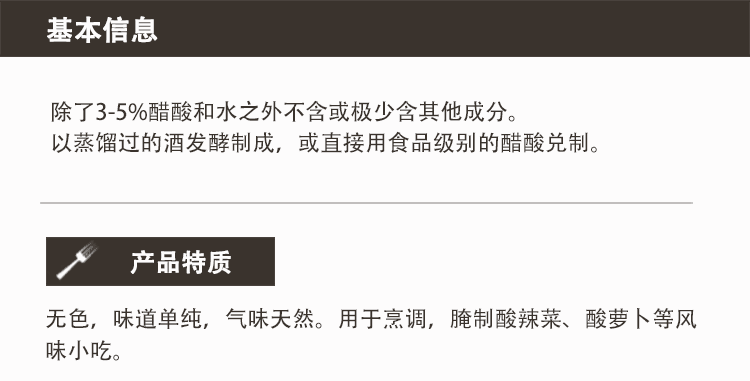 基本信息
除了3-5%醋酸和水之外不含或极少含其他成分。
以蒸馏过的酒发酵制成，或直接用食品级别的醋酸兑制。
产品特质
无色，味道单纯，气味天然。用于烹调，腌制酸辣菜、酸萝卜等风
味小吃。